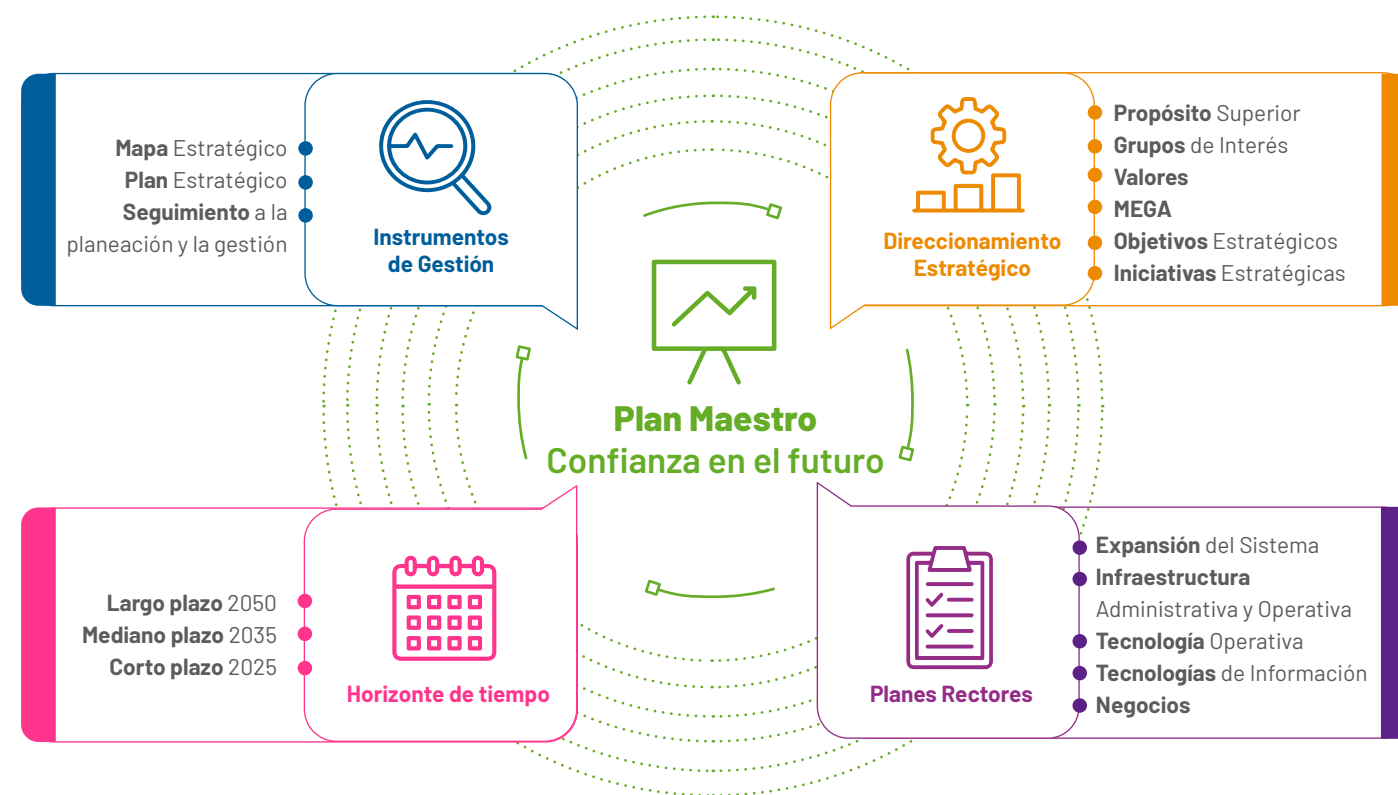 Mapa Estratégico
Plan Estratégico
Seguimiento a la
planeación y la gestión
Instrumentos
de Gestión
Direccionamiento
Estratégico
Propósito Superior
Grupos de Interés
Valores
MEGA
Objetivos Estratégicos
Iniciativas Estratégicas
Plan Maestro
Confianza en el futuro
Largo plazo 2050
Mediano plazo 2035
Corto plazo 2025
Horizonte de tiempo
Planes Rectores
Expansión del Sistema
Infraestructura
Administrativa y Operativa
Tecnología Operativa
Tecnologías de Información
Negocios